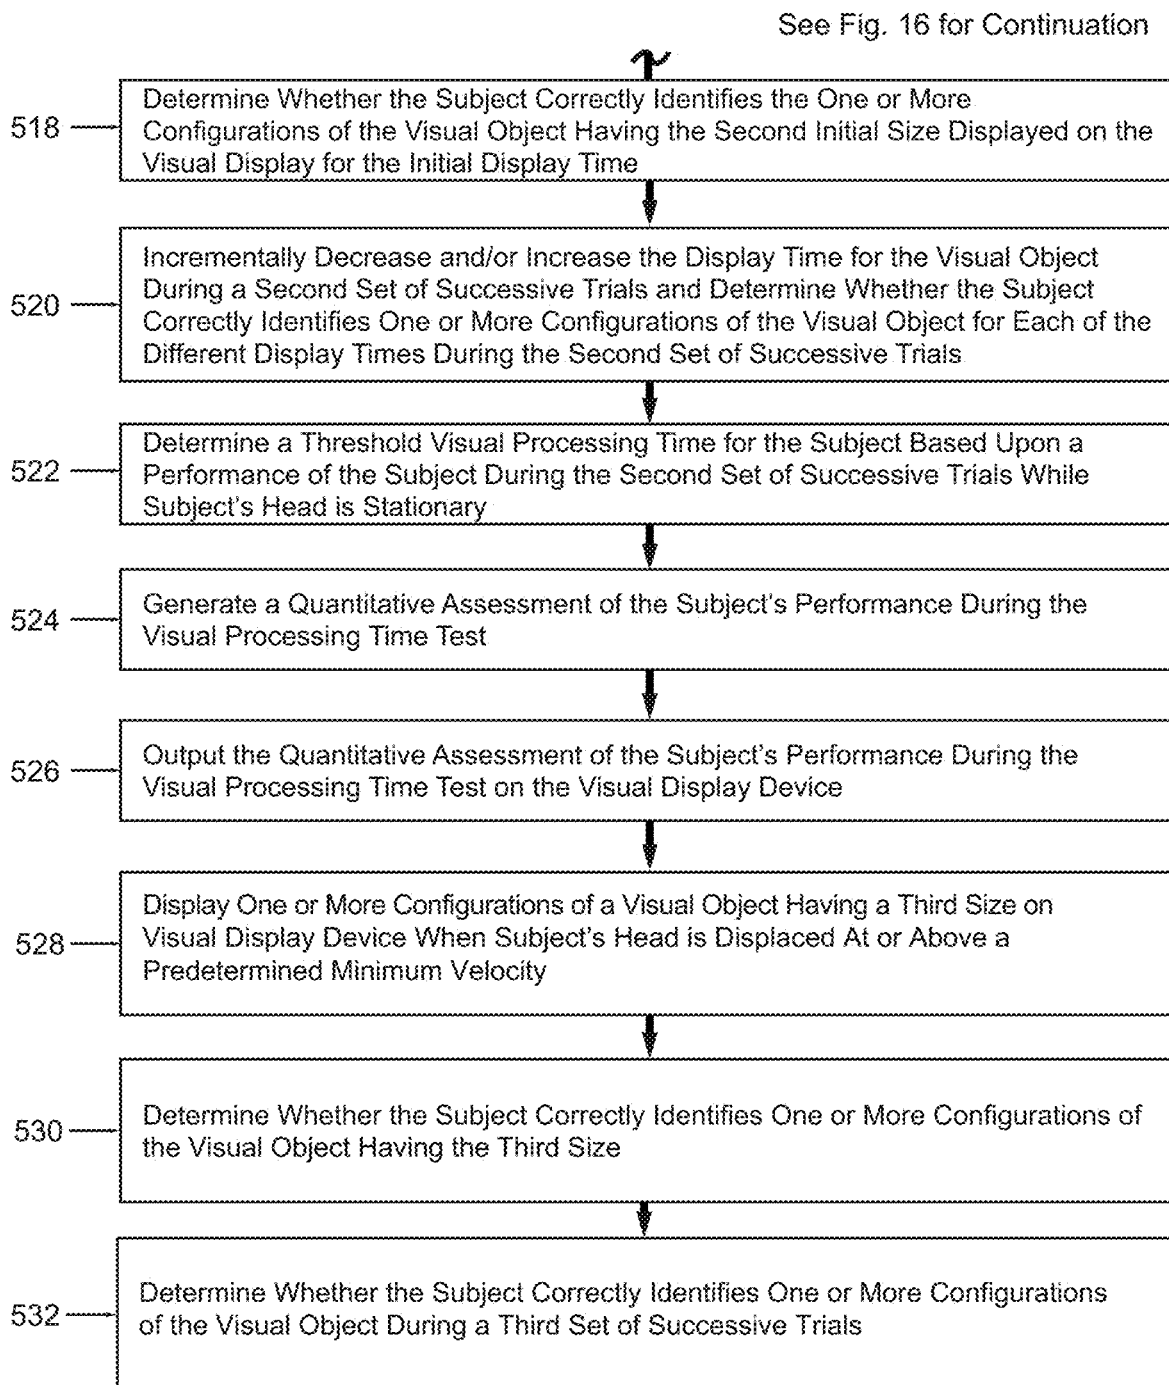 See Fig. 16 for Continuation
518
Determine Whether the Subject Correctly Identifies the One or More
Configurations of the Visual Object Having the Second Initial Size Displayed on the
Visual Display for the Initial Display Time
520
Incrementally Decrease and/or Increase the Display Time for the Visual Object
During a Second Set of Successive Trials and Determine Whether the Subject
Correctly Identifies One or More Configurations of the Visual Object for Each of the
Different Display Times During the Second Set of Successive Trials
522
Determine a Threshold Visual Processing Time for the Subject Based Upon a
Performance of the Subject During the Second Set of Successive Trials While
Subject's Head is Stationary
524
Generate a Quantitative Assessment of the Subject's Performance During the
Visual Processing Time Test
526
Output the Quantitative Assessment of the Subject's Performance During the
Visual Processing Time Test on the Visual Display Device
528
Display One or More Configurations of a Visual Object Having a Third Size on
Visual Display Device When Subject's Head is Displaced At or Above a
Predetermined Minimum Velocity
530
Determine Whether the Subject Correctly Identifies One or More Configurations of
the Visual Object Having the Third Size
532
Determine Whether the Subject Correctly Identifies One or More Configurations
of the Visual Object During a Third Set of Successive Trials